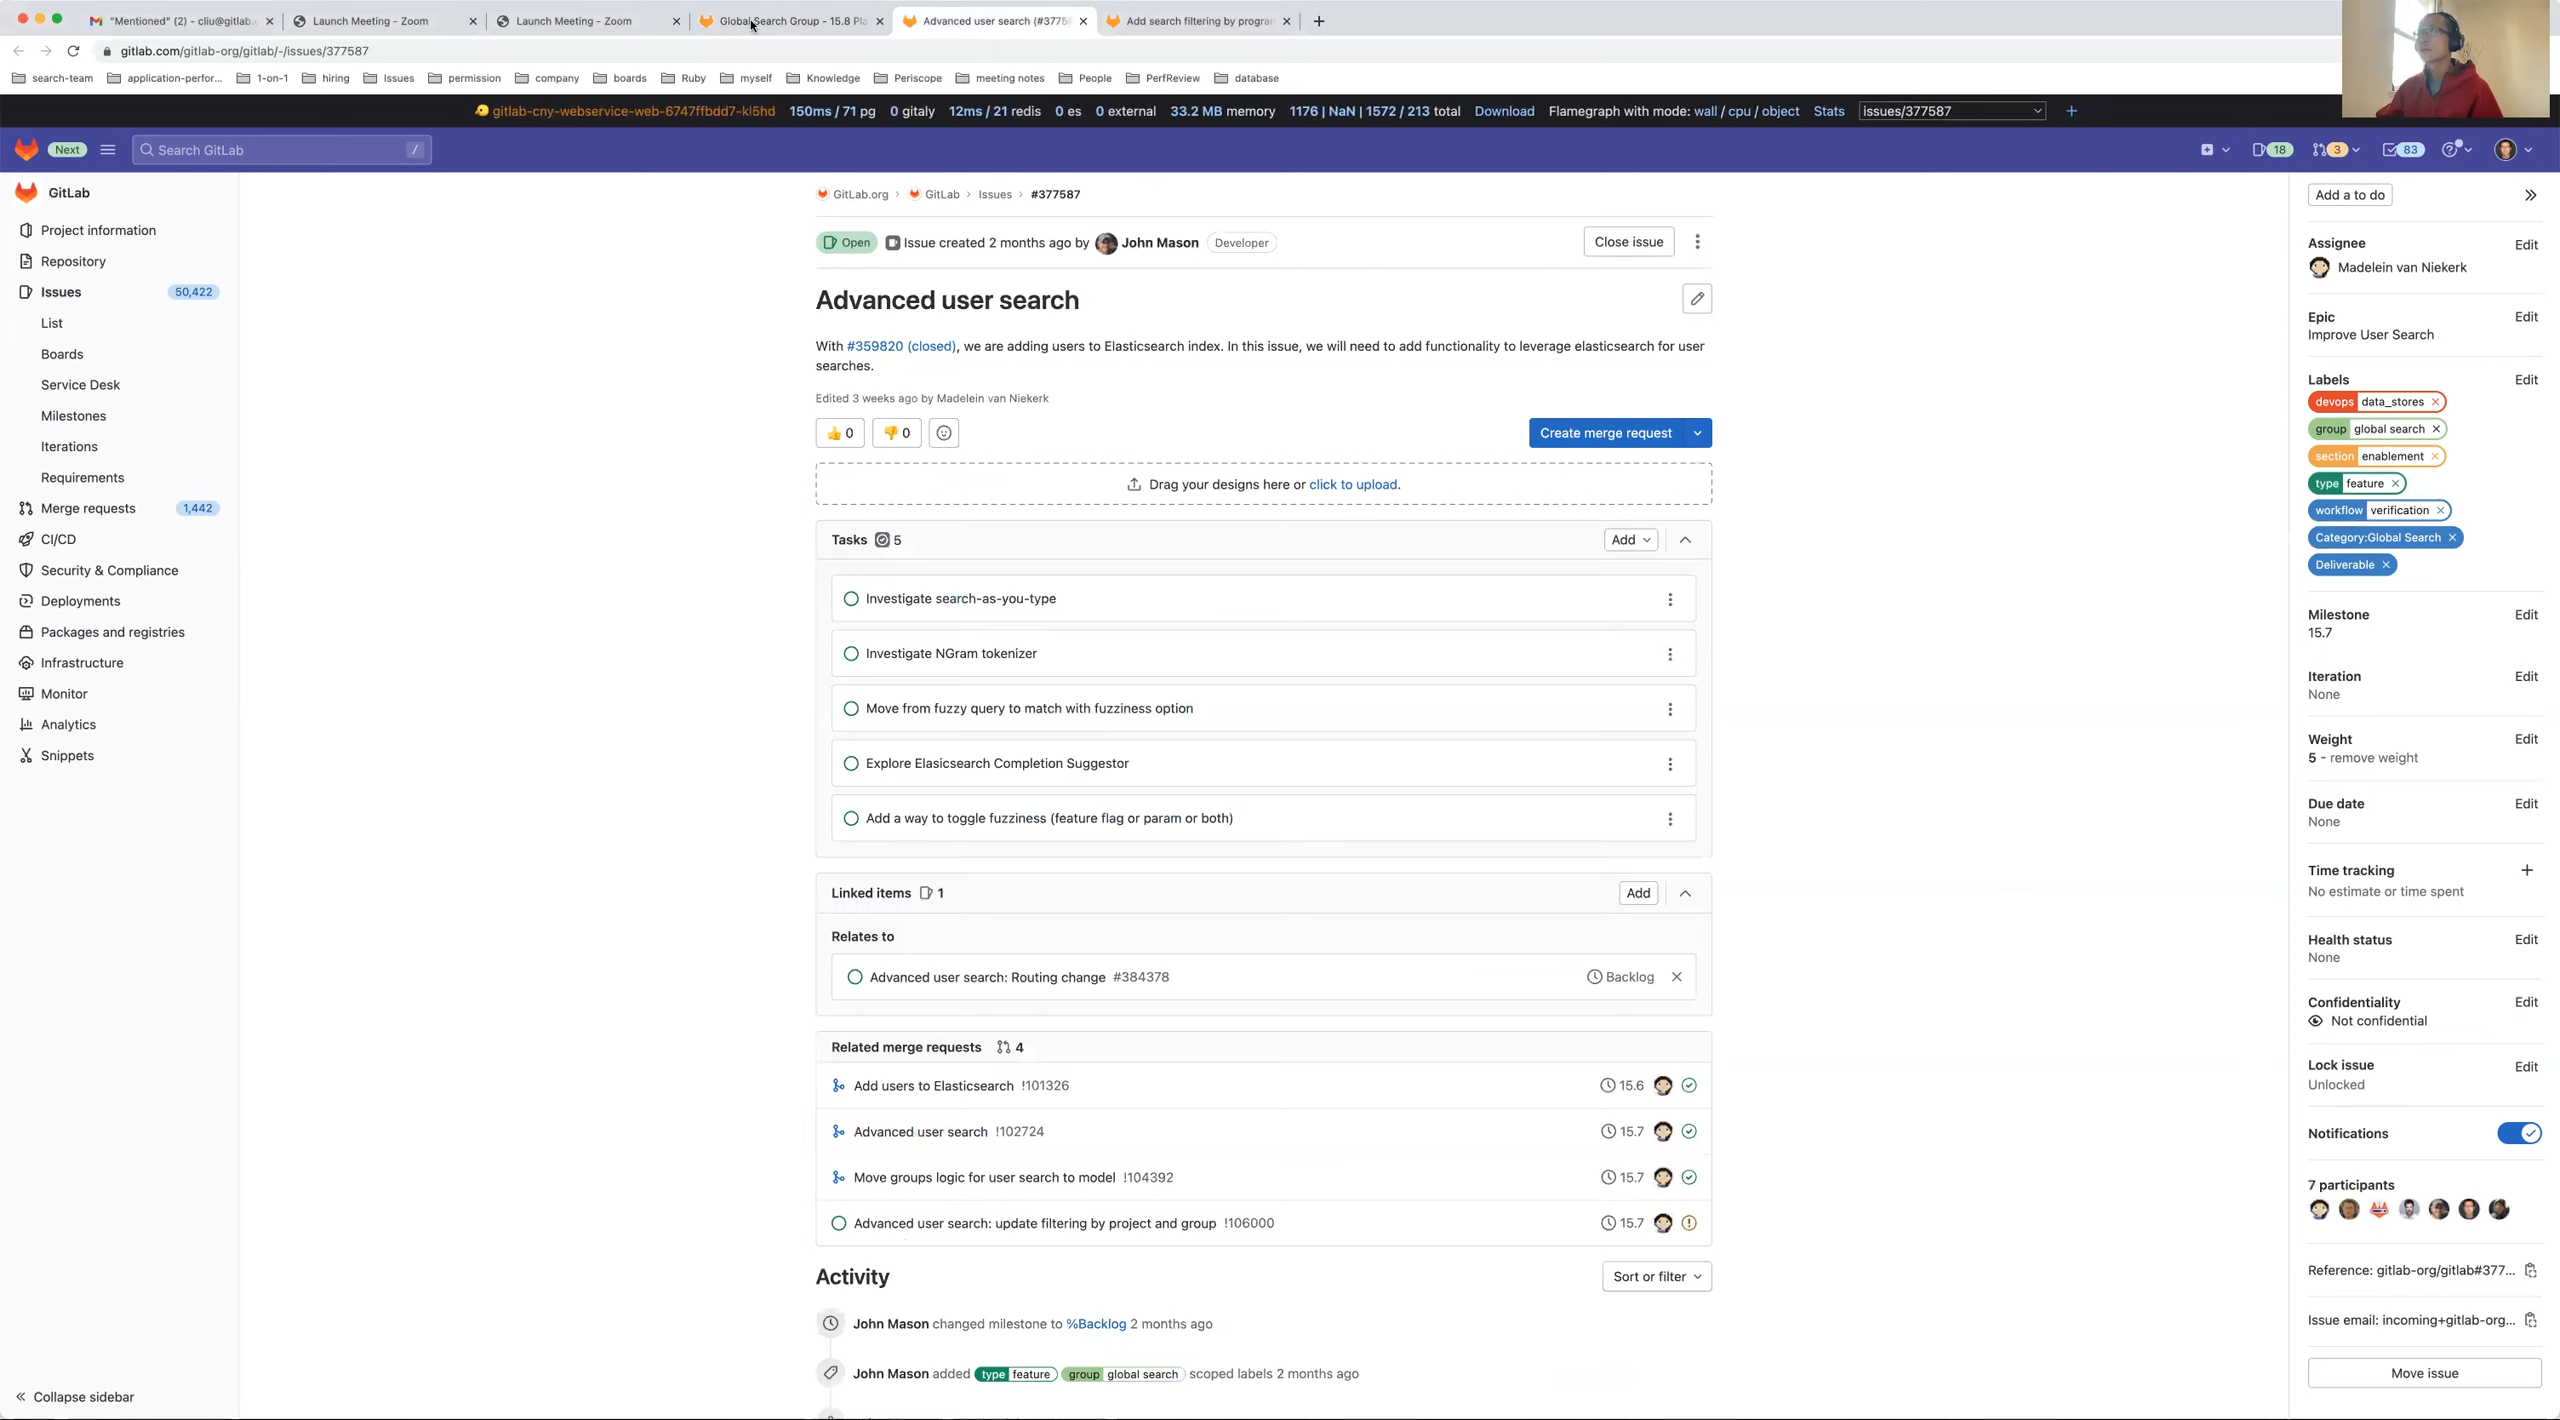 "Mentioned" (2) - cliu@gitlab.c
Launch Meeting - Zoom
Launch Meeting - Zoom
Global Search Group - 15.8 Pla
Advanced user search (#3775
Add search filtering by progra
gitlab.com/gitlab-org/gitlab/-/issues/377587
search-team
application-perfor...
1-on-1
hiring
Issues
permission
company
boards
Ruby
myself
Knowledge
Periscope
meeting notes
People
PerfReview
database
gitlab-cny-webservice-web-6747ffbdd7-kl5hd 150ms / 71 pg 0 gitaly 12ms / 21 redis 0 es 0 external 33.2 MB memory 1176 | NaN | 1572 / 213 total Download Flamegraph with mode: wall / cpu / object Stats issues/377587
Next
Search GitLab /
18
3
83
GitLab
Project information
Repository
Issues 50,422
List
Boards
Service Desk
Milestones
Iterations
Requirements
Merge requests 1,442
CI/CD
Security & Compliance
Deployments
Packages and registries
Infrastructure
Monitor
Analytics
Snippets
Collapse sidebar
GitLab.org › GitLab › Issues › #377587
Open Issue created 2 months ago by John Mason Developer
Close issue
Advanced user search
With #359820 (closed), we are adding users to Elasticsearch index. In this issue, we will need to add functionality to leverage elasticsearch for user
searches.
Edited 3 weeks ago by Madelein van Niekerk
0
0
Create merge request
Drag your designs here or click to upload.
Tasks 5
Add
Investigate search-as-you-type
Investigate NGram tokenizer
Move from fuzzy query to match with fuzziness option
Explore Elasicsearch Completion Suggestor
Add a way to toggle fuzziness (feature flag or param or both)
Linked items 1
Add
Relates to
Advanced user search: Routing change #384378
Backlog
Related merge requests 4
Add users to Elasticsearch !101326 15.6
Advanced user search !102724 15.7
Move groups logic for user search to model !104392 15.7
Advanced user search: update filtering by project and group !106000 15.7
Activity
Sort or filter
John Mason changed milestone to %Backlog 2 months ago
John Mason added type feature group global search scoped labels 2 months ago
Add a to do
Assignee Edit
Madelein van Niekerk
Epic Edit
Improve User Search
Labels Edit
devops data_stores
group global search
section enablement
type feature
workflow verification
Category:Global Search
Deliverable
Milestone Edit
15.7
Iteration Edit
None
Weight Edit
5 - remove weight
Due date Edit
None
Time tracking
No estimate or time spent
Health status Edit
None
Confidentiality Edit
Not confidential
Lock issue Edit
Unlocked
Notifications
7 participants
Reference: gitlab-org/gitlab#377...
Issue email: incoming+gitlab-org...
Move issue